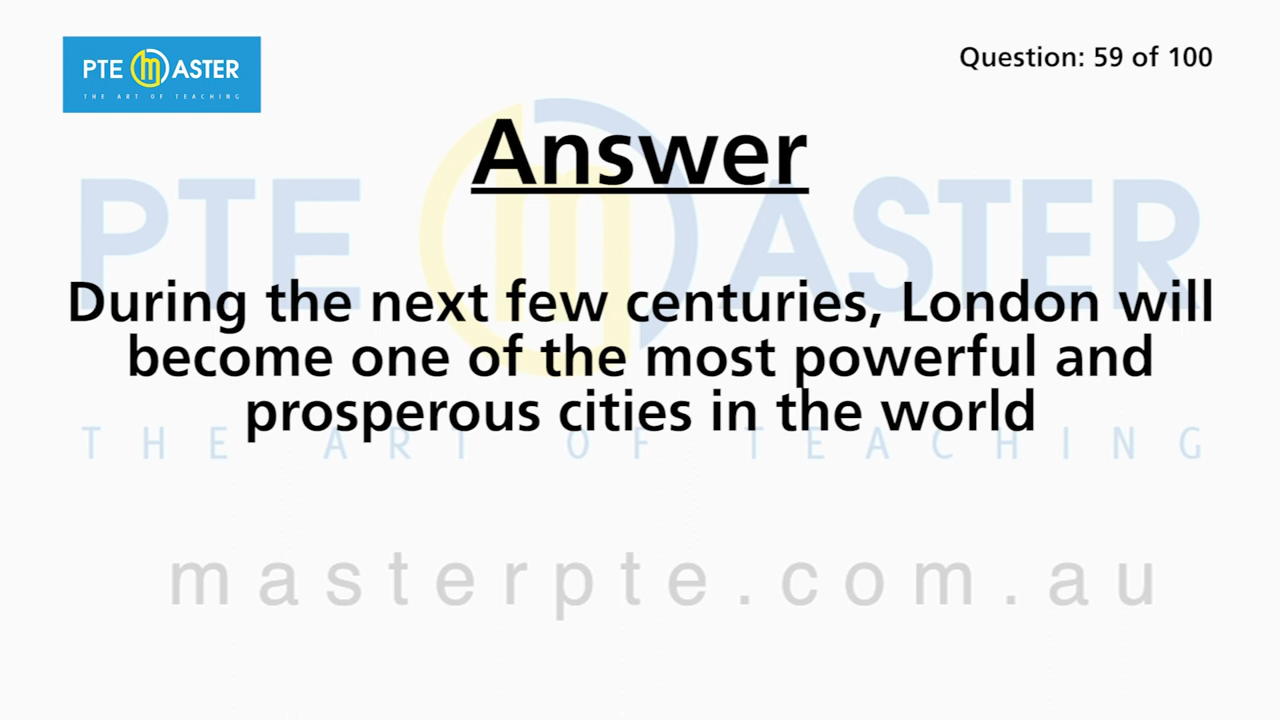 PTE MASTER
THE ART OF TEACHING
Question: 59 of 100
Answer
PTE MASTER
During the next few centuries, London will
become one of the most powerful and
prosperous cities in the world
THE ART OF TEACHING
masterpte.com.au